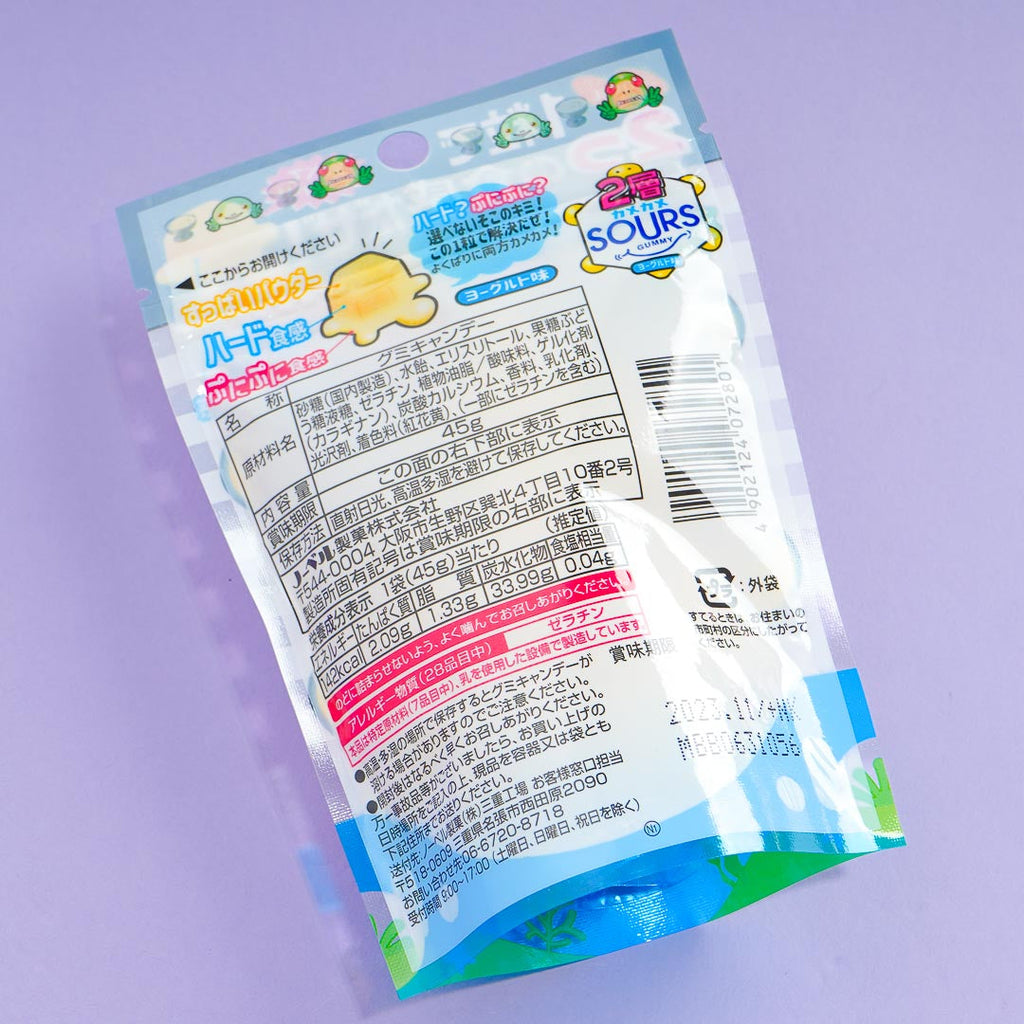 ハード？ぷにぷに？
選べないそこのキミ！
この1粒で解決だぜ！
よくばりに両方カメカメ！
ヨーグルト味
2層
カメカメ
SOURS
GUMMY
ヨーグルト味
◀ここからお開けください
すっぱいパウダー
ハード食感
ぷにぷに食感
名称 グミキャンデー
原材料名 砂糖(国内製造)、水飴、エリスリトール、果糖ぶど
う糖液糖、ゼラチン、植物油脂/酸味料、ゲル化剤
(カラギナン)、炭酸カルシウム、香料、乳化剤、
光沢剤、着色料(紅花黄)、(一部にゼラチンを含む)
内容量 45g
賞味期限 この面の右下部に表示
保存方法 直射日光、高温多湿を避けて保存してください。
ノーベル製菓株式会社
〒544-0004 大阪市生野区巽北4丁目10番2号
製造所固有記号は賞味期限の右部に表示
栄養成分表示 1袋(45g)当たり (推定値)
エネルギー たんぱく質 脂質 炭水化物 食塩相当
142kcal 2.09g 1.33g 33.99g 0.04g
のどに詰まらせないよう、よく噛んでお召しあがりください。
アレルギー物質(28品目中) ゼラチン
本品は特定原材料(7品目中)、乳を使用した設備で製造しています
●高温・多湿の場所で保存するとグミキャンデーが
溶ける場合がありますのでご注意ください。
●開封後はなるべく早くお召しあがりください。
万一事故品等がございましたら、お買い上げの
日時場所をご記入の上、現品を容器又は袋とも
下記住所までお送りください。
送付先:ノーベル製菓(株)三重工場 お客様窓口担当
〒518-0609 三重県名張市西田原2090
お問い合わせ先:06-6720-8718
受付時間 9:00~17:00(土曜日、日曜日、祝日を除く)
N1
4 902124 072801
プラ :外袋
すてるときは お住まいの
市町村の区分にしたがって
ください。
賞味期限
2023.11/+NK
MBB0631056